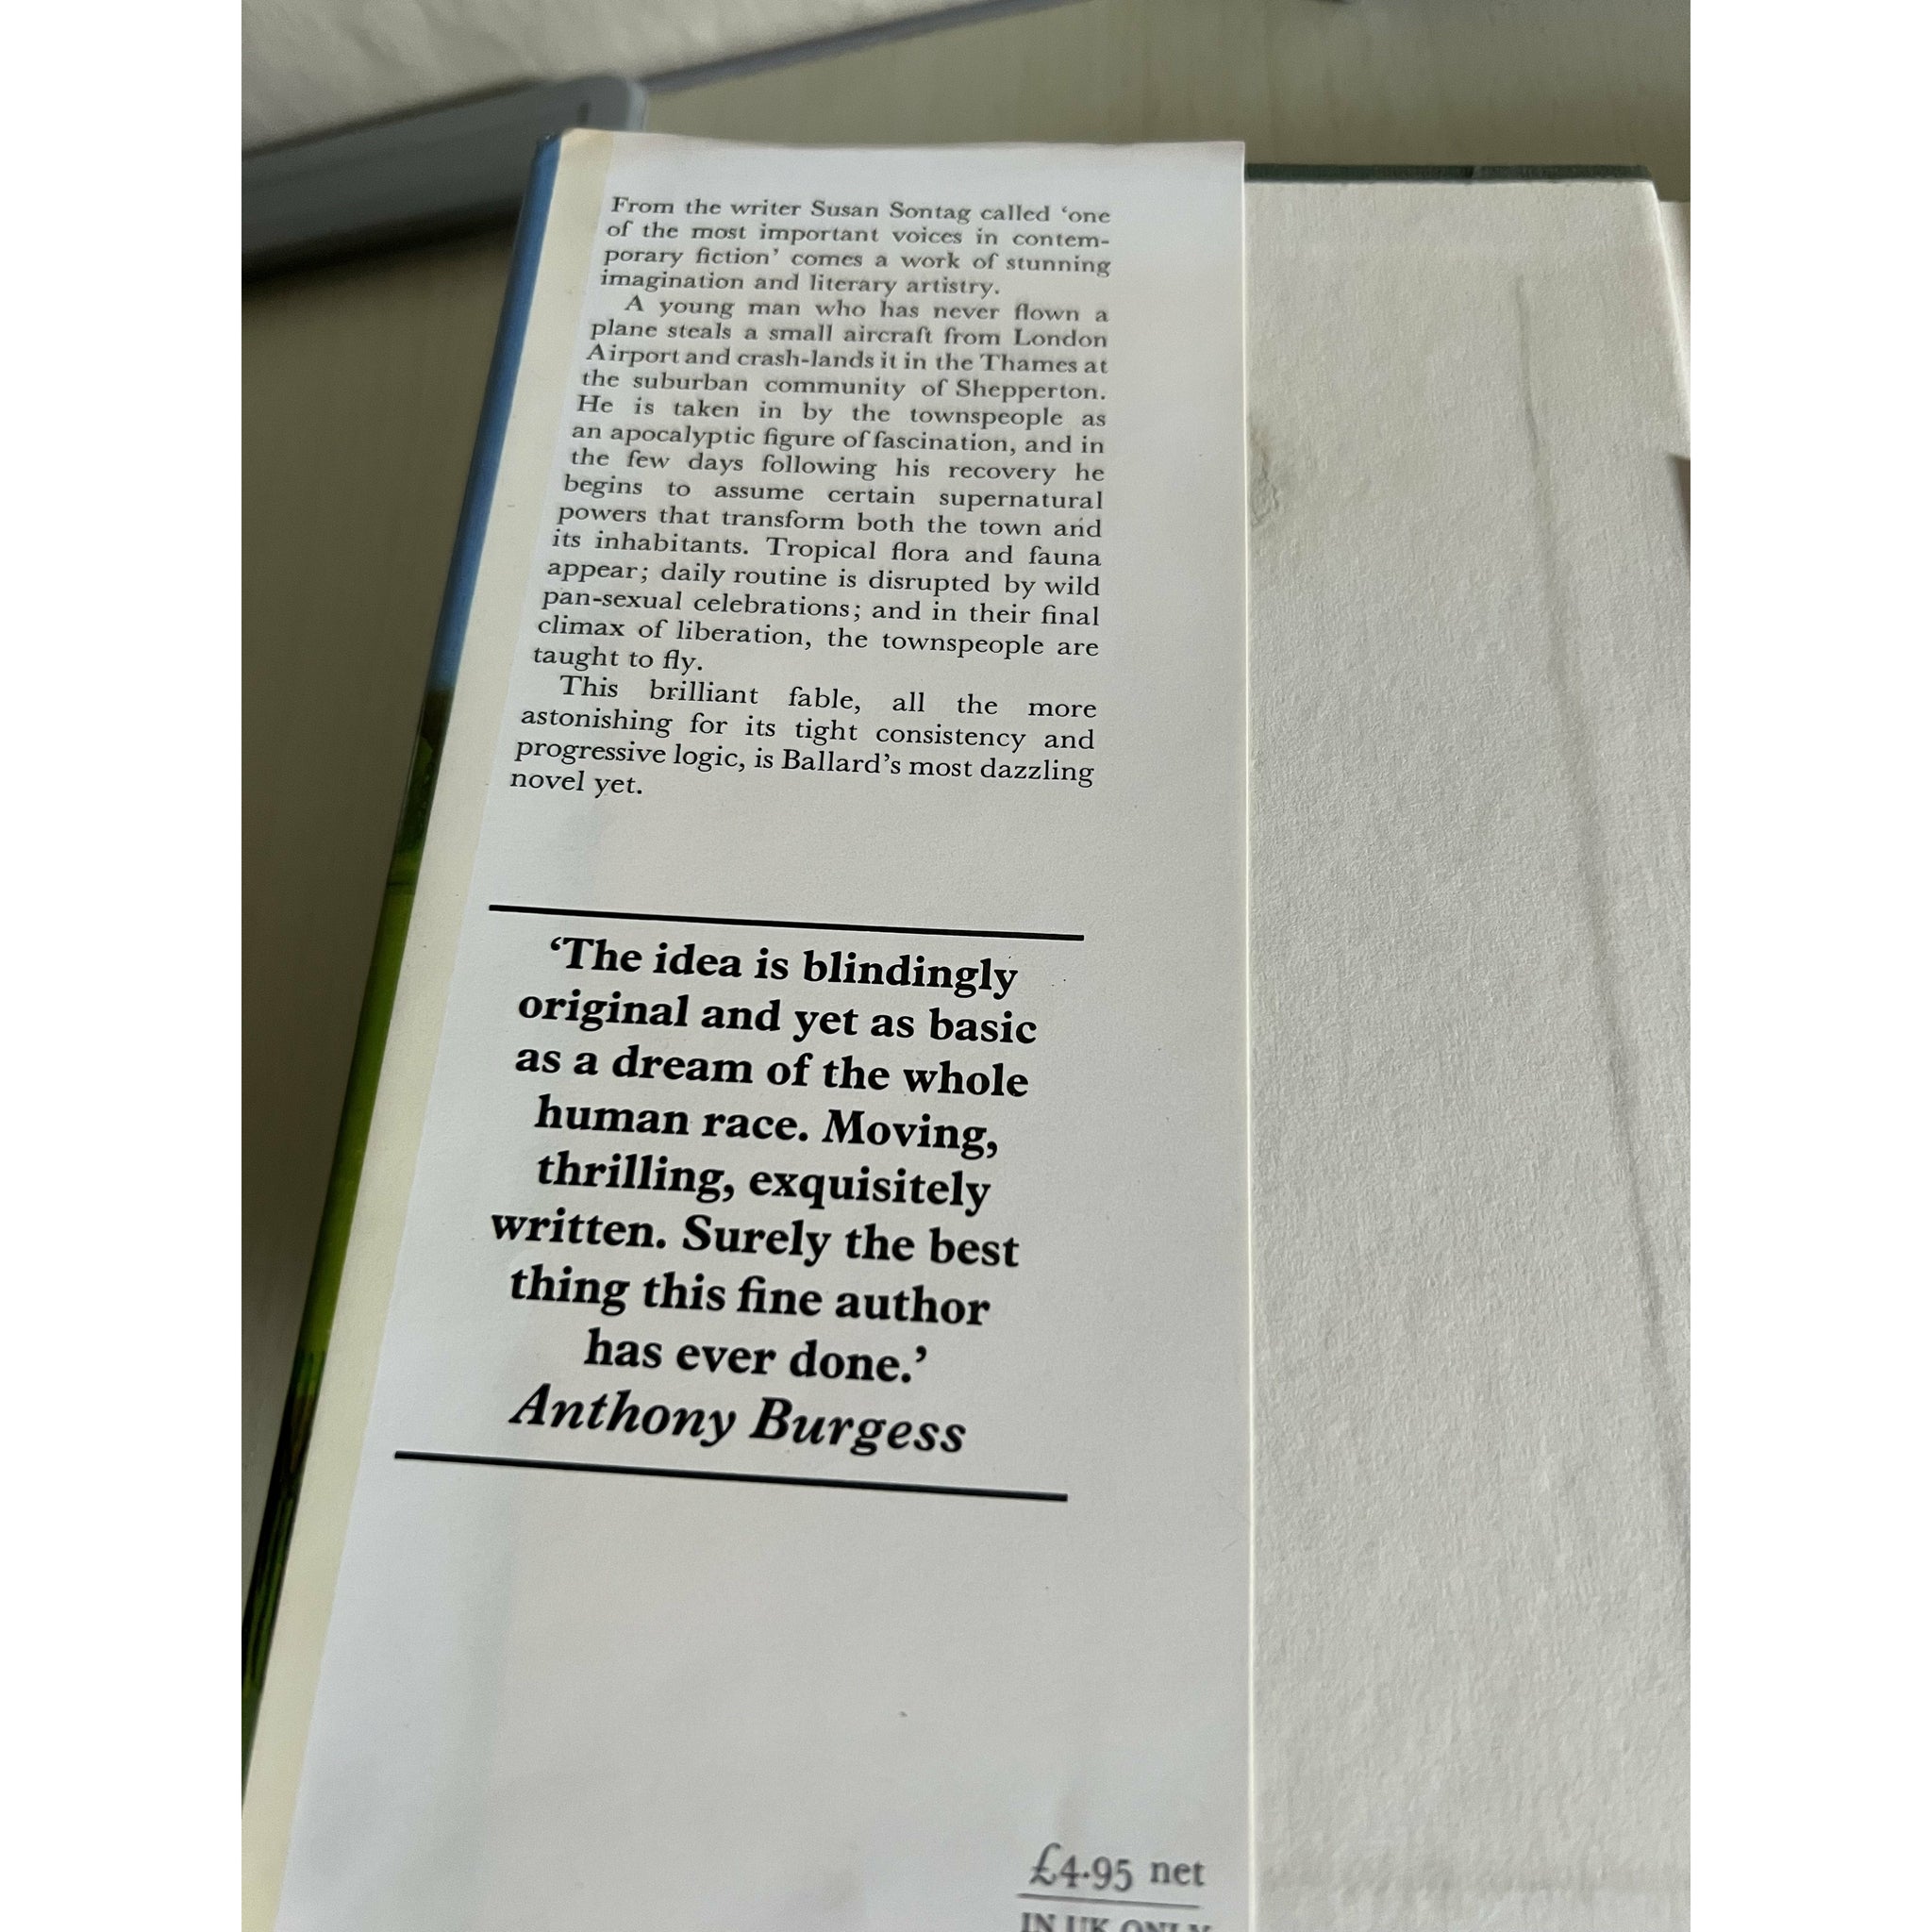 From the writer Susan Sontag called ‘one
of the most important voices in contem-
porary fiction’ comes a work of stunning
imagination and literary artistry.
A young man who has never flown a
plane steals a small aircraft from London
Airport and crash-lands it in the Thames at
the suburban community of Shepperton.
He is taken in by the townspeople as
an apocalyptic figure of fascination, and in
the few days following his recovery he
begins to assume certain supernatural
powers that transform both the town and
its inhabitants. Tropical flora and fauna
appear; daily routine is disrupted by wild
pan-sexual celebrations; and in their final
climax of liberation, the townspeople are
taught to fly.
This brilliant fable, all the more
astonishing for its tight consistency and
progressive logic, is Ballard’s most dazzling
novel yet.
‘The idea is blindingly
original and yet as basic
as a dream of the whole
human race. Moving,
thrilling, exquisitely
written. Surely the best
thing this fine author
has ever done.’
Anthony Burgess
£4·95 net
IN UK ONLY